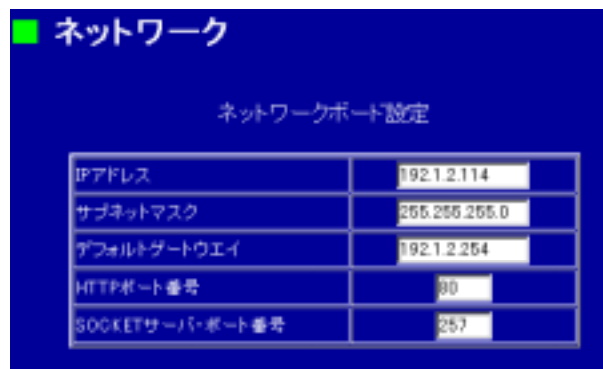 ネットワーク
ネットワークボード設定
IPアドレス 192.1.2.114
サブネットマスク 255.255.255.0
デフォルトゲートウエイ 192.1.2.254
HTTPポート番号 80
SOCKETサーバ・ポート番号 257